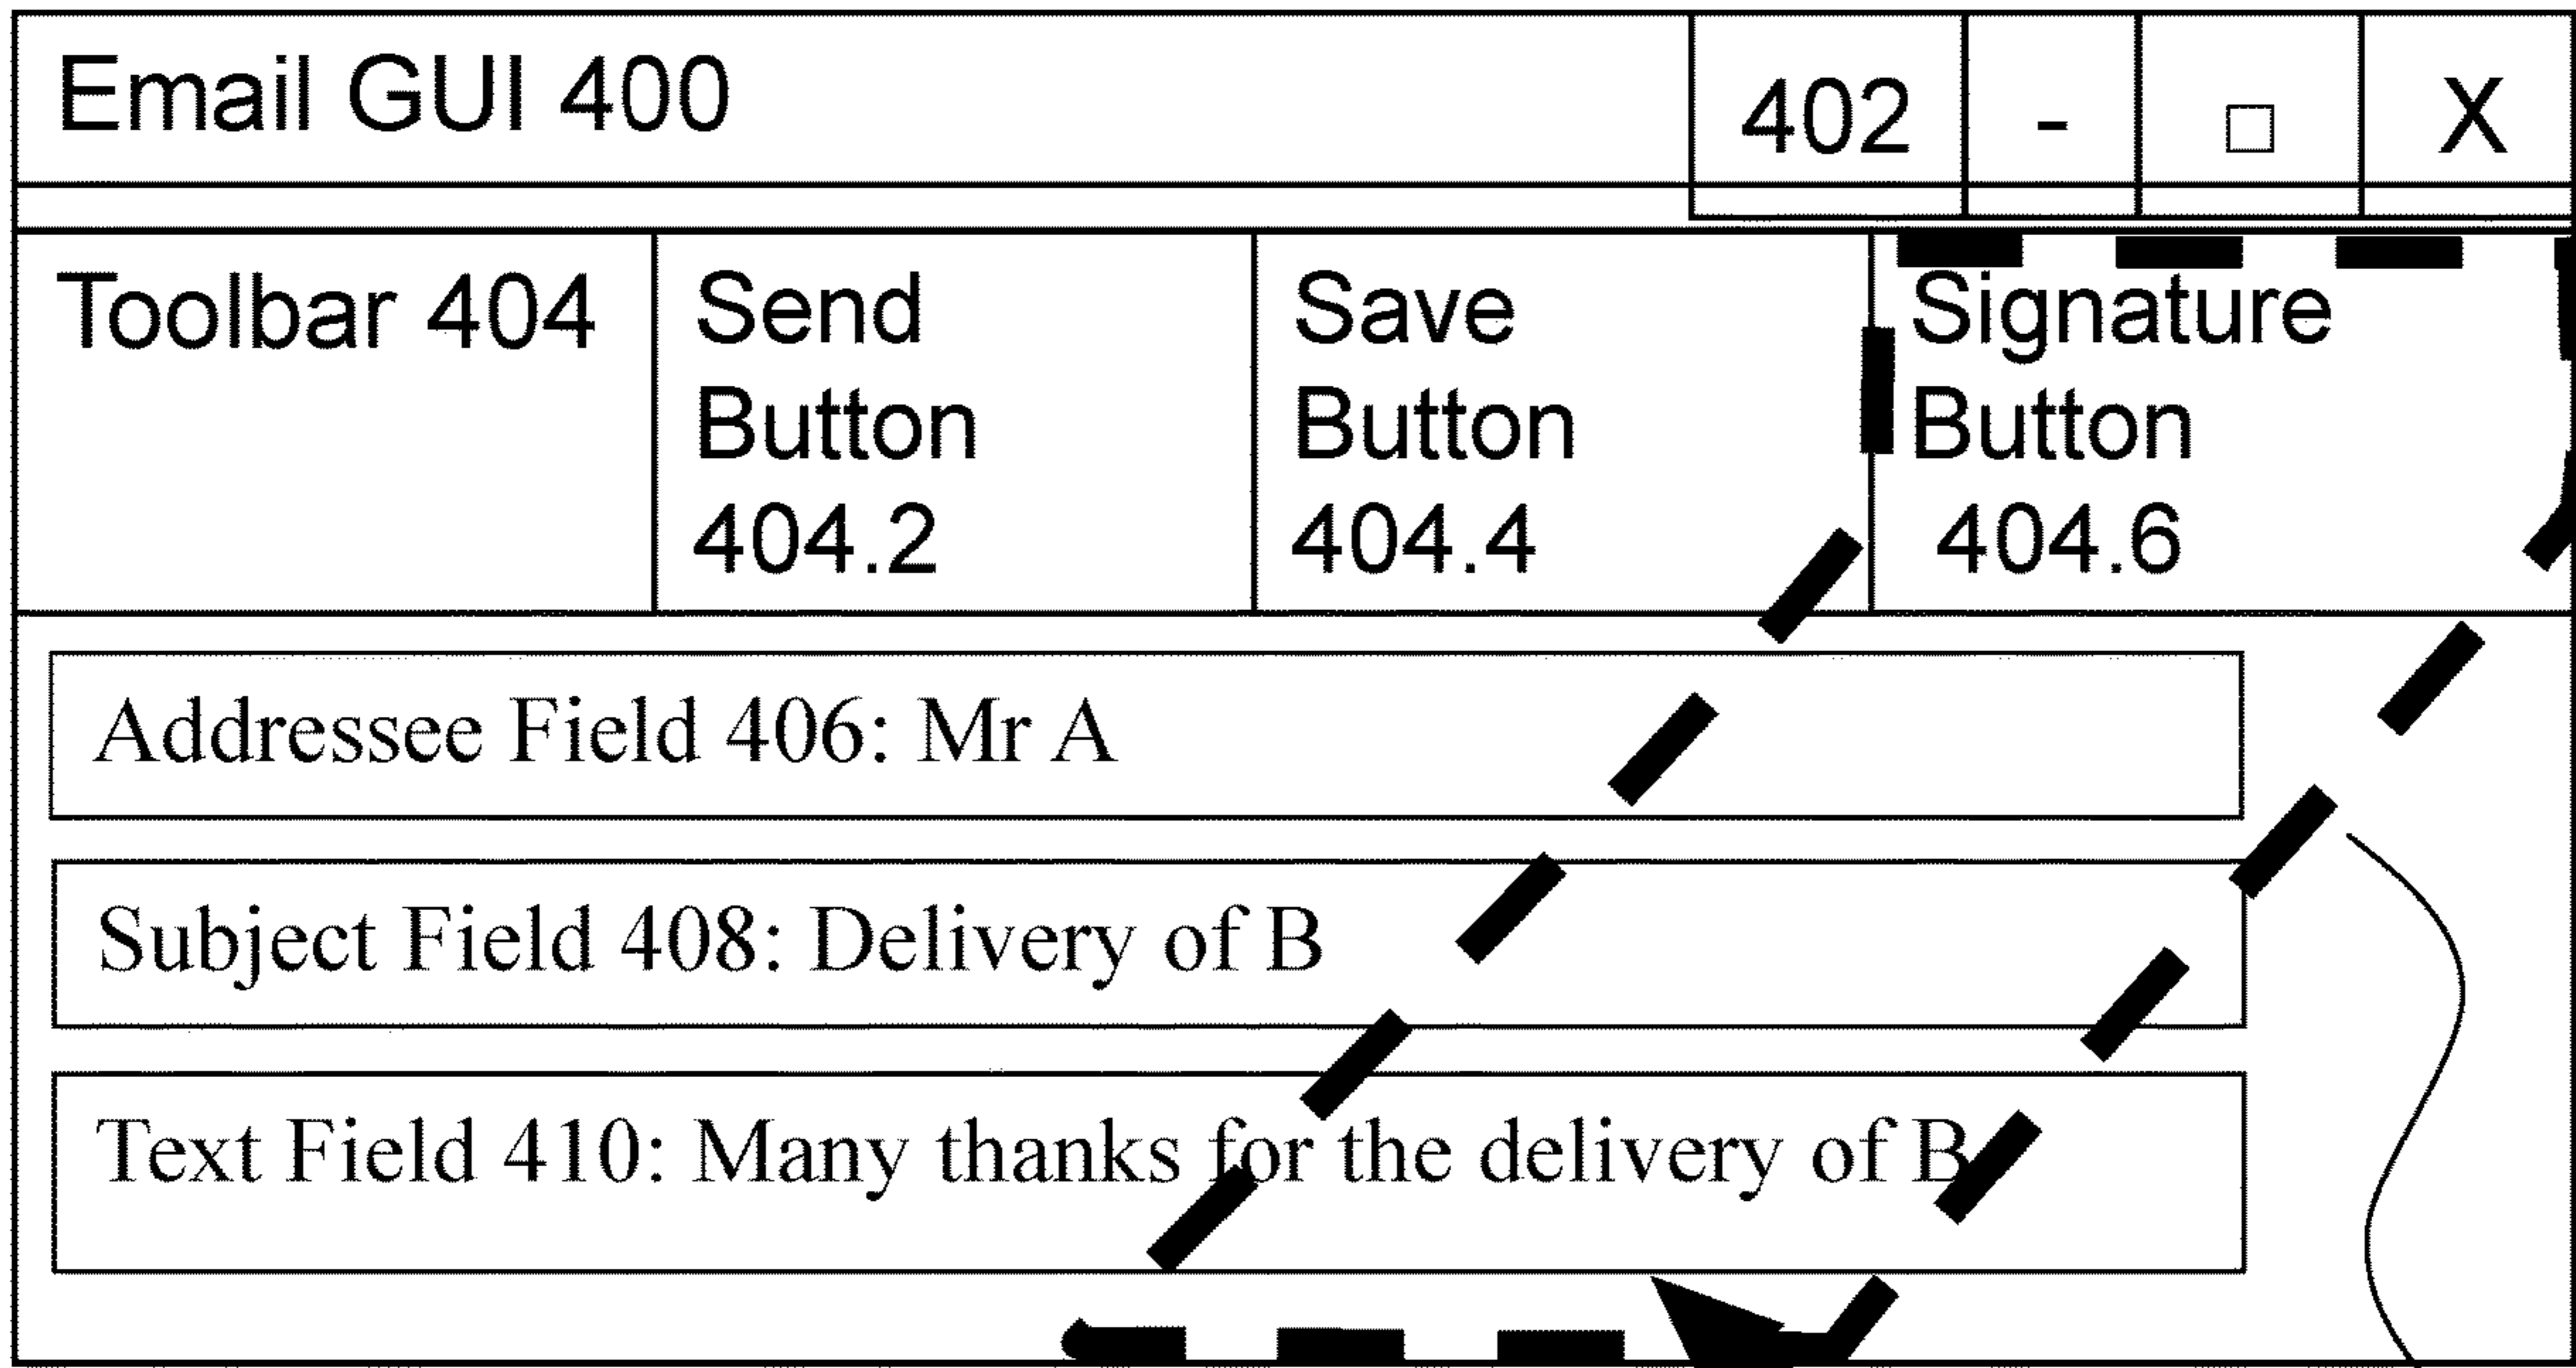 Email GUI 400
402
-
□
X
Toolbar 404
Send
Button
404.2
Save
Button
404.4
Signature
Button
404.6
Addressee Field 406: Mr A
Subject Field 408: Delivery of B
Text Field 410: Many thanks for the delivery of B